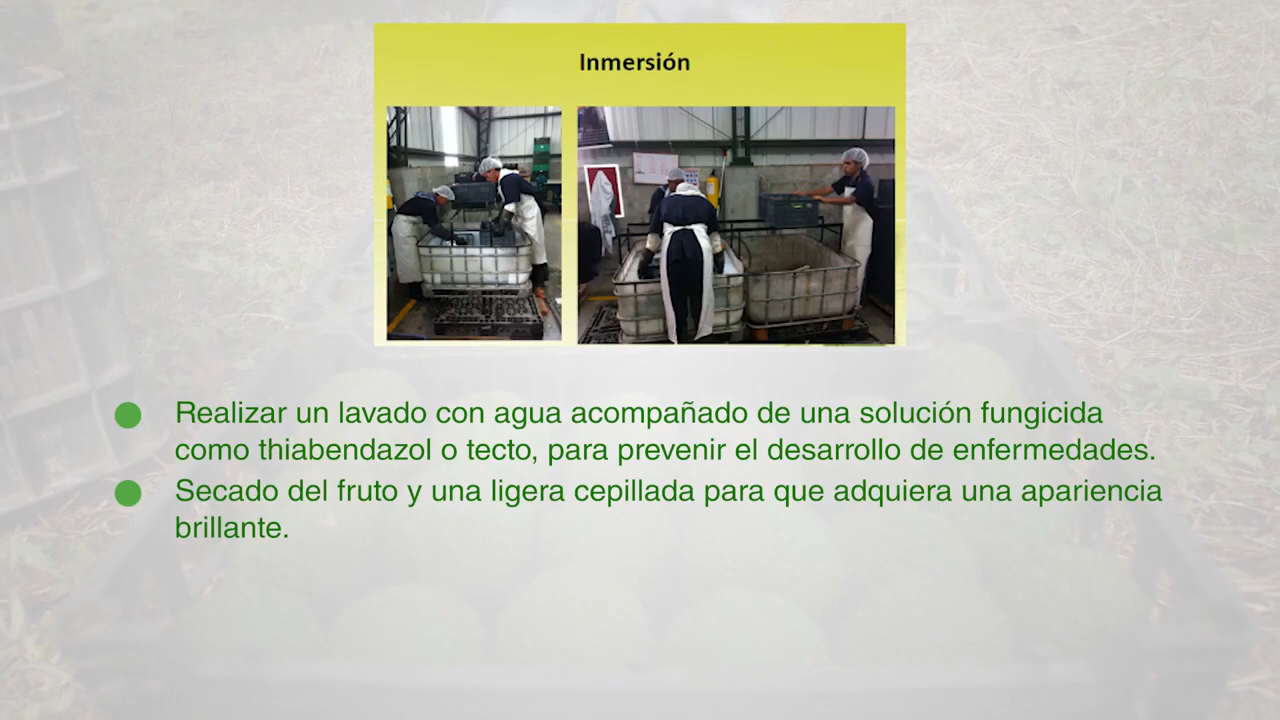 Inmersión
Realizar un lavado con agua acompañado de una solución fungicida
como thiabendazol o tecto, para prevenir el desarrollo de enfermedades.
Secado del fruto y una ligera cepillada para que adquiera una apariencia
brillante.